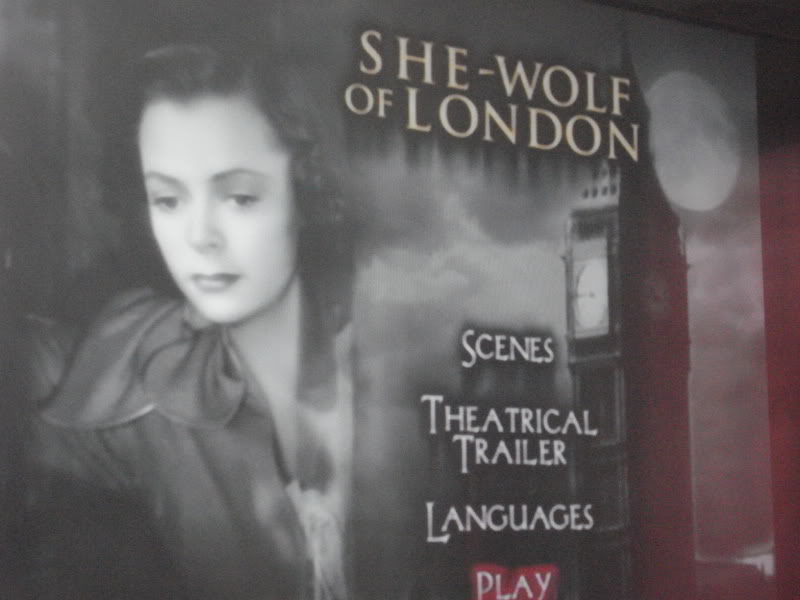 SHE-WOLF
OF LONDON
SCENES
THEATRICAL
TRAILER
LANGUAGES
PLAY